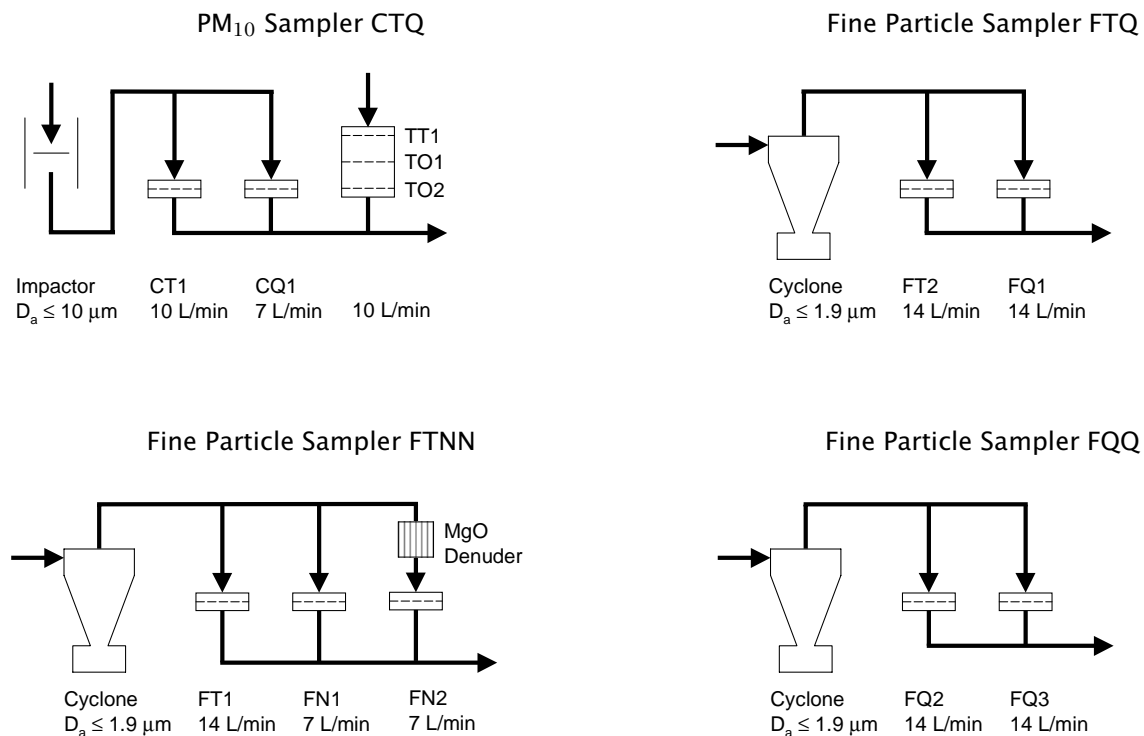 PM₁₀ Sampler CTQ
TT1
TO1
TO2
Impactor CT1 CQ1
Dₐ ≤ 10 μm 10 L/min 7 L/min 10 L/min
Fine Particle Sampler FTQ
Cyclone FT2 FQ1
Dₐ ≤ 1.9 μm 14 L/min 14 L/min
Fine Particle Sampler FTNN
MgO
Denuder
Cyclone FT1 FN1 FN2
Dₐ ≤ 1.9 μm 14 L/min 7 L/min 7 L/min
Fine Particle Sampler FQQ
Cyclone FQ2 FQ3
Dₐ ≤ 1.9 μm 14 L/min 14 L/min